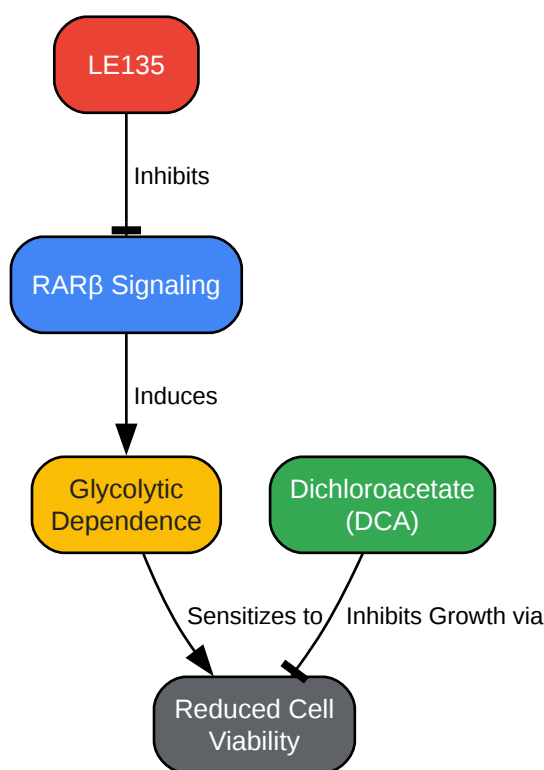 LE135
Inhibits
RARβ Signaling
Induces
Glycolytic
Dependence
Dichloroacetate
(DCA)
Sensitizes to
Inhibits Growth via
Reduced Cell
Viability